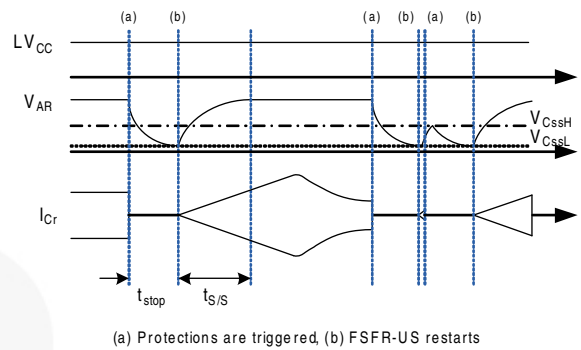 (a) (b) (a) (b) (a) (b)
LVCC
VAR
VCssH
VCssL
ICr
tstop tS/S
(a) Protections are triggered, (b) FSFR-US restarts